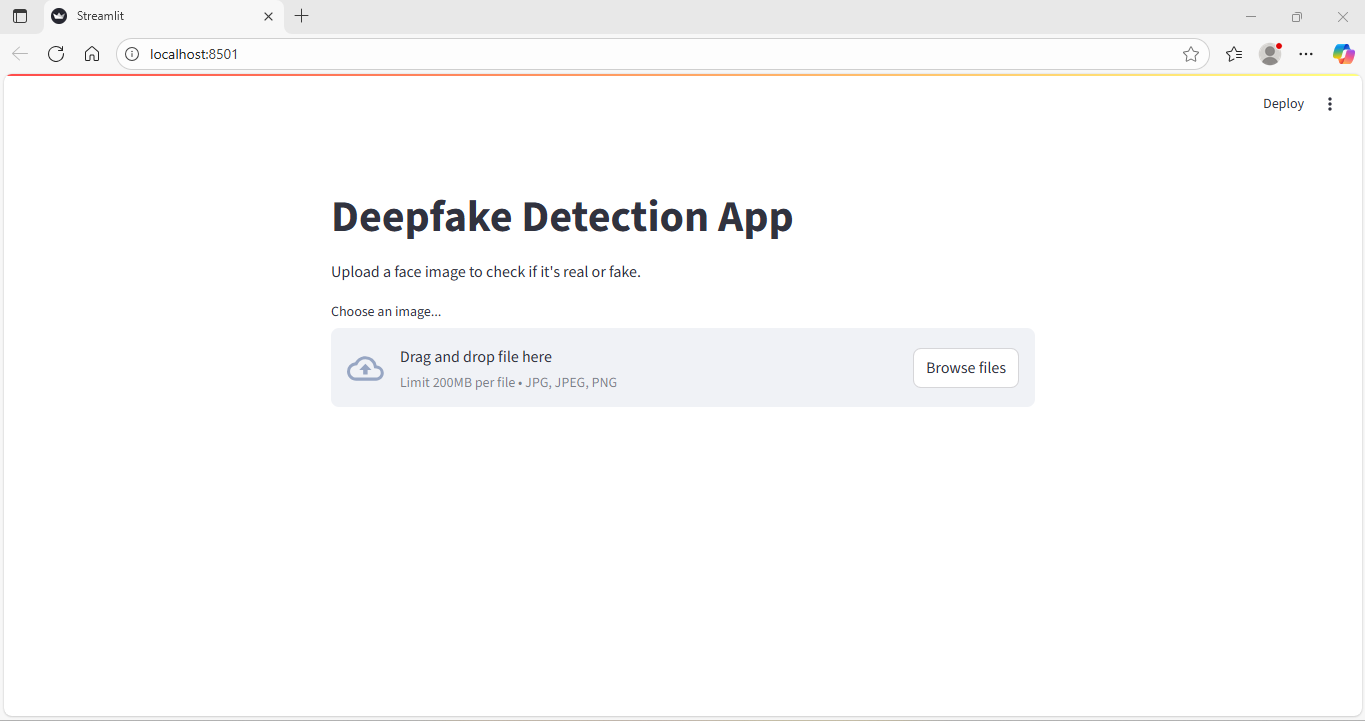 Streamlit
localhost:8501
Deploy
Deepfake Detection App
Upload a face image to check if it's real or fake.
Choose an image...
Drag and drop file here
Limit 200MB per file • JPG, JPEG, PNG
Browse files